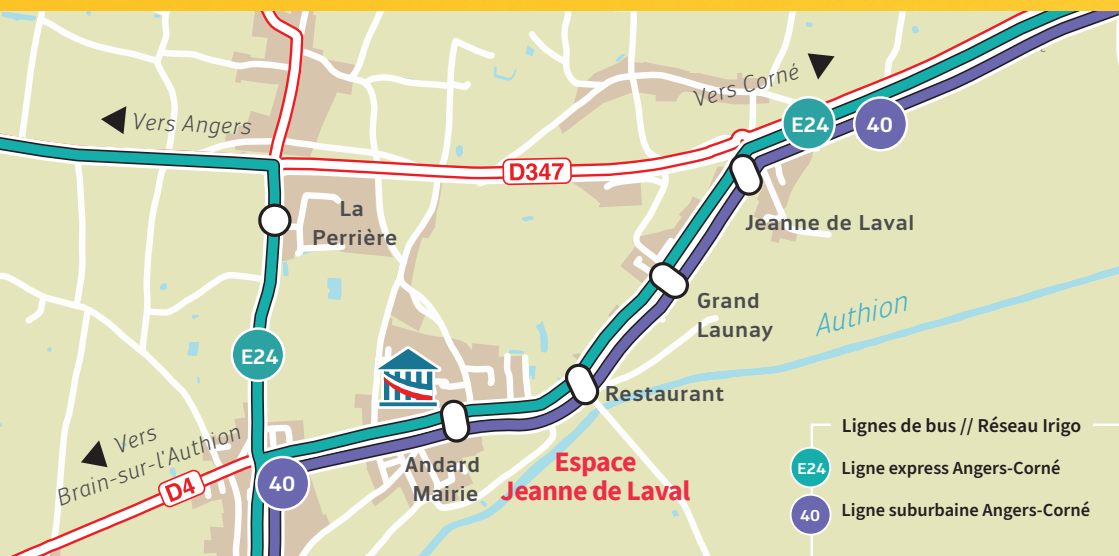 Vers Corné
Vers Angers
E24
40
D347
La
Perrière
Jeanne de Laval
Grand
Launay
Authion
E24
Restaurant
Vers
Brain-sur-l'Authion
D4
40
Andard
Mairie
Espace
Jeanne de Laval
Lignes de bus // Réseau Irigo
E24 Ligne express Angers-Corné
40 Ligne suburbaine Angers-Corné